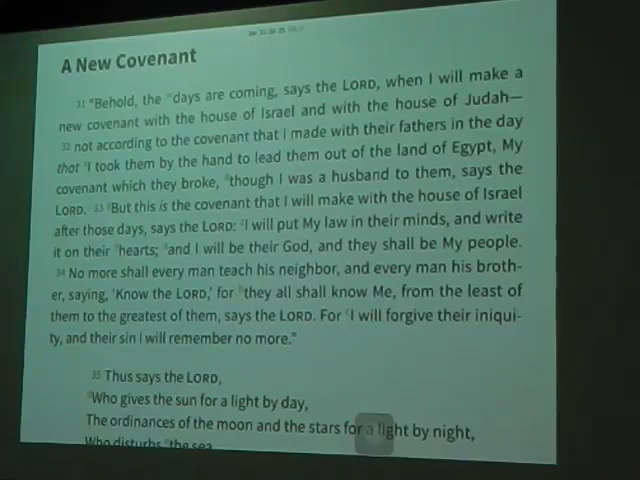 A New Covenant
31 "Behold, the days are coming, says the LORD, when I will make a
new covenant with the house of Israel and with the house of Judah—
32 not according to the covenant that I made with their fathers in the day
that I took them by the hand to lead them out of the land of Egypt, My
covenant which they broke, though I was a husband to them, says the
LORD. 33 But this is the covenant that I will make with the house of Israel
after those days, says the LORD: I will put My law in their minds, and write
it on their hearts; and I will be their God, and they shall be My people.
34 No more shall every man teach his neighbor, and every man his broth-
er, saying, 'Know the LORD,' for they all shall know Me, from the least of
them to the greatest of them, says the LORD. For I will forgive their iniqui-
ty, and their sin I will remember no more."
35 Thus says the LORD,
Who gives the sun for a light by day,
The ordinances of the moon and the stars for a light by night,
Who disturbs the sea